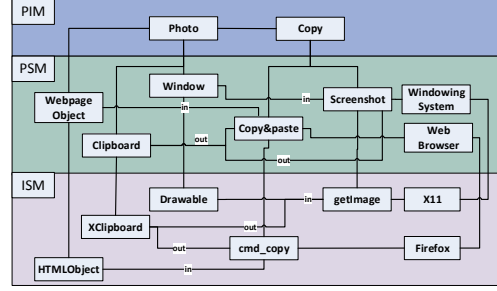 PIM
Photo
Copy
PSM
Window
in
Screenshot
Windowing
System
Webpage
Object
in
Copy&paste
Web
Browser
Clipboard
out
out
ISM
Drawable
in
getImage
X11
XClipboard
out
out
cmd_copy
Firefox
HTMLObject
in